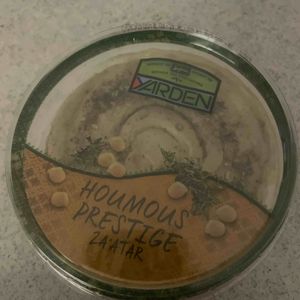 YARDEN
HOUMOUS
PRESTIGE
ZA'ATAR